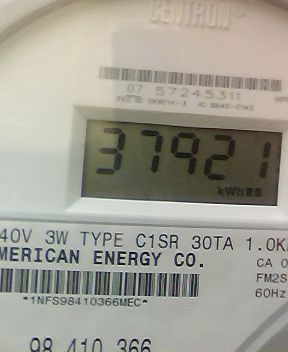 CENTRON®
07 57245311
37921
kWh
40V 3W TYPE C1SR 30TA 1.0K
MERICAN ENERGY CO.
CA 0
FM2S
60Hz
*1NFS98410366MEC*
98 410 366